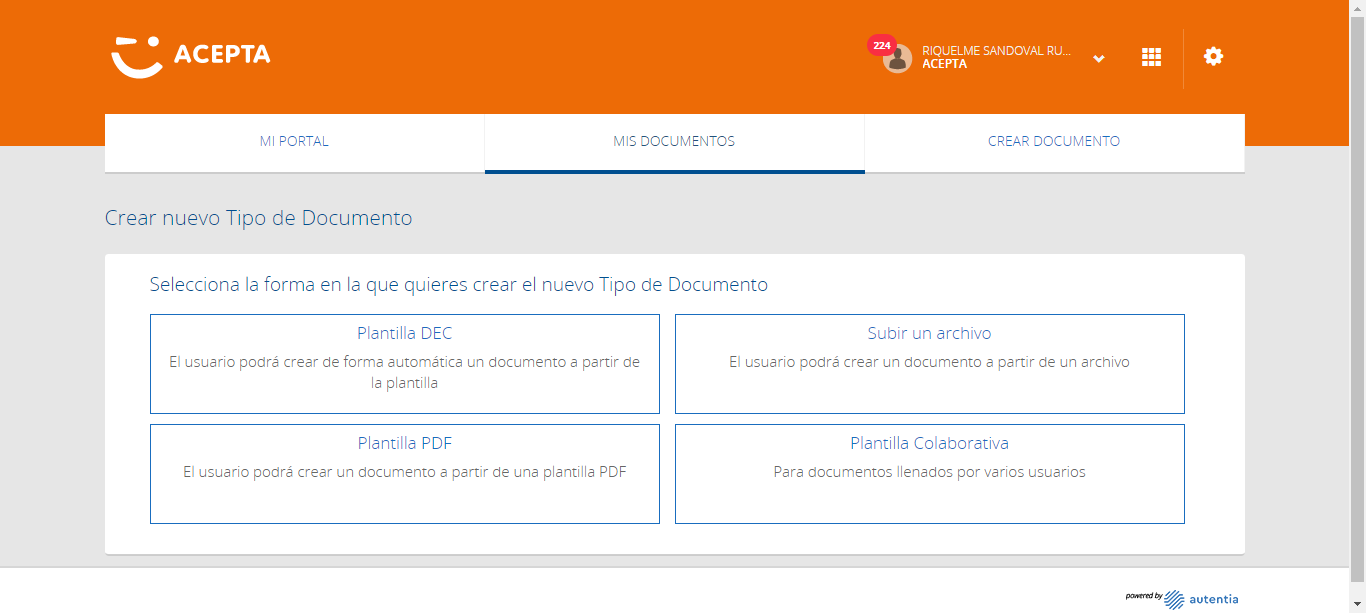 ACEPTA
224
RIQUELME SANDOVAL RU...
ACEPTA
MI PORTAL
MIS DOCUMENTOS
CREAR DOCUMENTO
Crear nuevo Tipo de Documento
Selecciona la forma en la que quieres crear el nuevo Tipo de Documento
Plantilla DEC
El usuario podrá crear de forma automática un documento a partir de
la plantilla
Subir un archivo
El usuario podrá crear un documento a partir de un archivo
Plantilla PDF
El usuario podrá crear un documento a partir de una plantilla PDF
Plantilla Colaborativa
Para documentos llenados por varios usuarios
powered by autentia